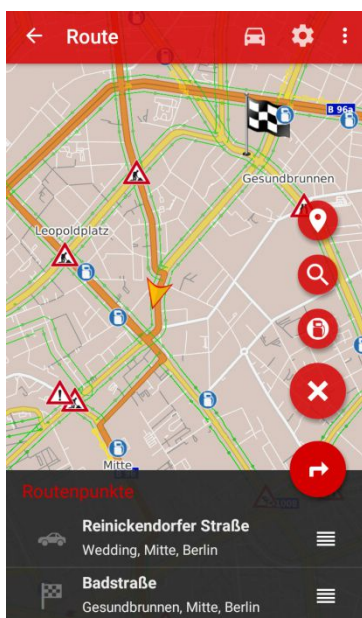 Route
B 96a
Gesundbrunnen
Leopoldplatz
Mitte
Routenpunkte
Reinickendorfer Straße
Wedding, Mitte, Berlin
Badstraße
Gesundbrunnen, Mitte, Berlin